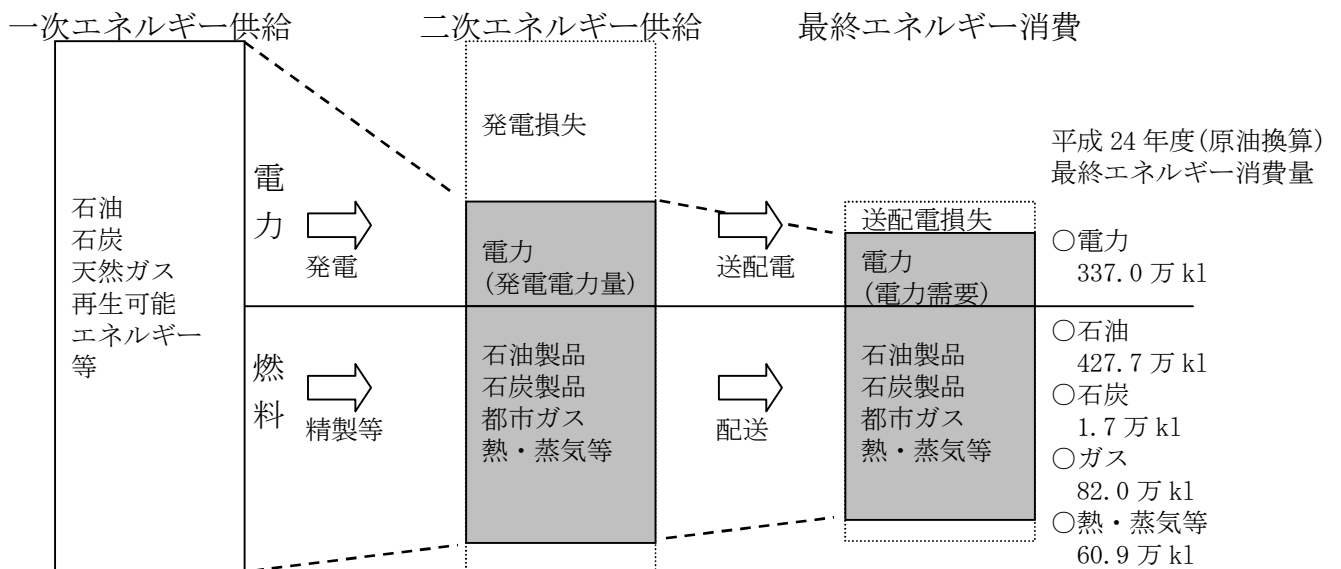 一次エネルギー供給
二次エネルギー供給
最終エネルギー消費
石油
石炭
天然ガス
再生可能
エネルギー
等
電力
発電
燃料
精製等
発電損失
電力
(発電電力量)
石油製品
石炭製品
都市ガス
熱・蒸気等
送配電
配送
送配電損失
電力
(電力需要)
石油製品
石炭製品
都市ガス
熱・蒸気等
平成 24 年度(原油換算)
最終エネルギー消費量
○電力
337.0 万 kl
○石油
427.7 万 kl
○石炭
1.7 万 kl
○ガス
82.0 万 kl
○熱・蒸気等
60.9 万 kl